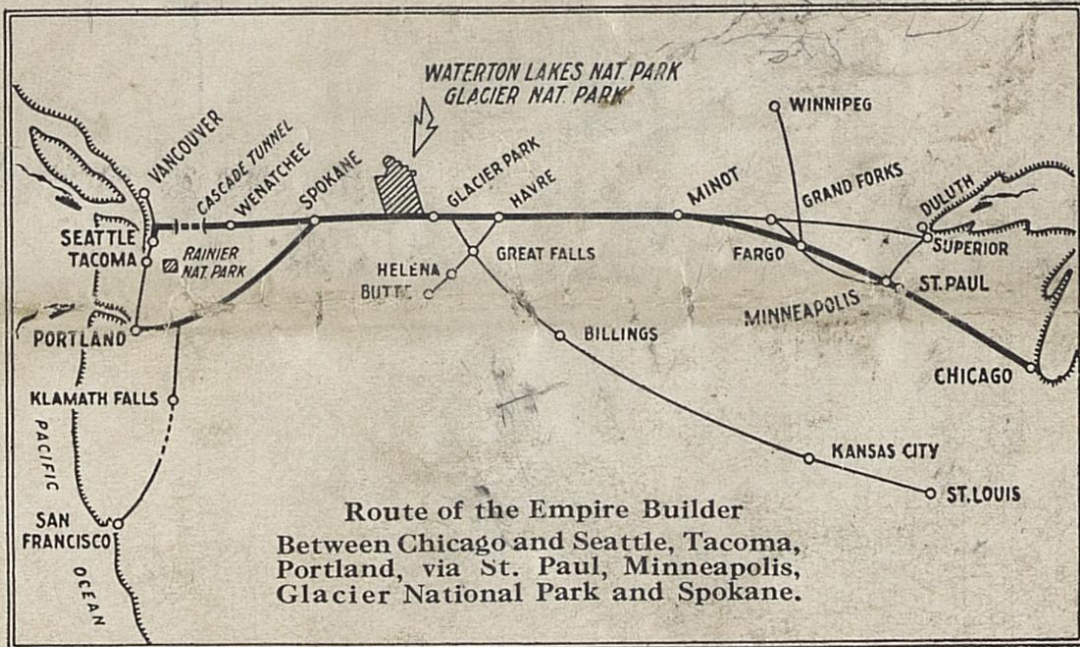 WATERTON LAKES NAT. PARK
GLACIER NAT. PARK
WINNIPEG
VANCOUVER
CASCADE TUNNEL
WENATCHEE
SPOKANE
GLACIER PARK
HAVRE
MINOT
GRAND FORKS
DULUTH
SEATTLE
TACOMA
RAINIER
NAT. PARK
GREAT FALLS
FARGO
SUPERIOR
HELENA
BUTTE
ST. PAUL
MINNEAPOLIS
PORTLAND
BILLINGS
CHICAGO
KLAMATH FALLS
PACIFIC
KANSAS CITY
ST. LOUIS
SAN
FRANCISCO
OCEAN
Route of the Empire Builder
Between Chicago and Seattle, Tacoma,
Portland, via St. Paul, Minneapolis,
Glacier National Park and Spokane.